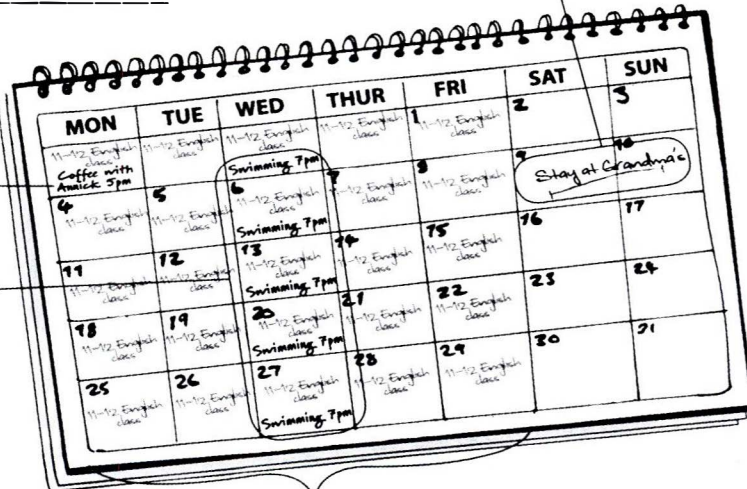 MON TUE WED THUR FRI SAT SUN
11-12 English class
Coffee with
Annick 5pm
11-12 English class
11-12 English class
Swimming 7pm
11-12 English class
1
11-12 English class
2
3
4
11-12 English class
5
11-12 English class
6
11-12 English class
Swimming 7pm
7
11-12 English class
8
11-12 English class
9
10
Stay at Grandma's
11
11-12 English class
12
11-12 English class
13
11-12 English class
Swimming 7pm
14
11-12 English class
15
11-12 English class
16
17
18
11-12 English class
19
11-12 English class
20
11-12 English class
Swimming 7pm
21
11-12 English class
22
11-12 English class
23
24
25
11-12 English class
26
11-12 English class
27
11-12 English class
Swimming 7pm
28
11-12 English class
29
11-12 English class
30
31